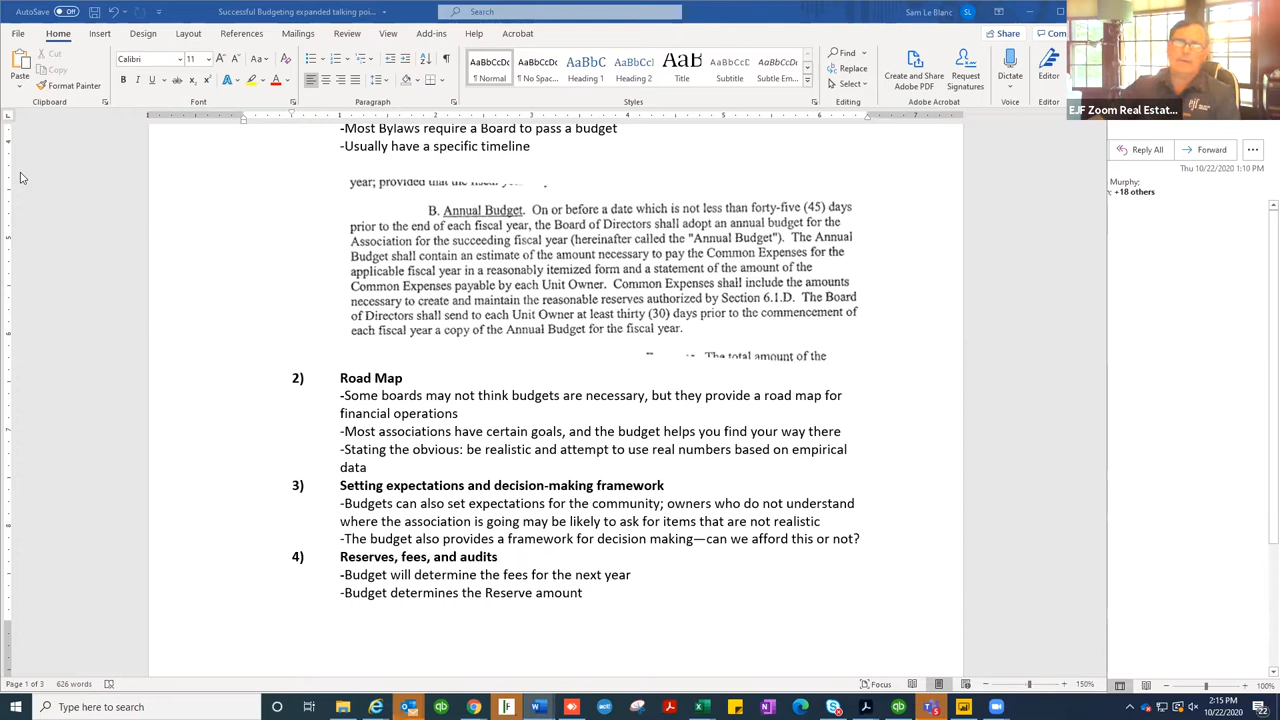 AutoSave Off
Successful Budgeting expanded talking poi...
Search
Sam Le Blanc SL
File Home Insert Design Layout References Mailings Review View Add-ins Help Acrobat
Share Com
Paste
Cut
Copy
Format Painter
Calibri 11
AaBbCcDc AaBbCcDc AaBbC AaBbCc AaB AaBbCcD AaBbCcDc
¶ Normal ¶ No Spac... Heading 1 Heading 2 Title Subtitle Subtle Em...
Find
Replace
Select
Create and Share
Adobe PDF
Request
Signatures
Dictate
Editor
Clipboard Font Paragraph Styles Editing Adobe Acrobat Voice Editor
EJF Zoom Real Estat...
Reply All Forward
Thu 10/22/2020 1:10 PM
Murphy;
+18 others
-Most Bylaws require a Board to pass a budget
-Usually have a specific timeline
year; provided that the fiscal
B. Annual Budget. On or before a date which is not less than forty-five (45) days
prior to the end of each fiscal year, the Board of Directors shall adopt an annual budget for the
Association for the succeeding fiscal year (hereinafter called the "Annual Budget"). The Annual
Budget shall contain an estimate of the amount necessary to pay the Common Expenses for the
applicable fiscal year in a reasonably itemized form and a statement of the amount of the
Common Expenses payable by each Unit Owner. Common Expenses shall include the amounts
necessary to create and maintain the reasonable reserves authorized by Section 6.1.D. The Board
of Directors shall send to each Unit Owner at least thirty (30) days prior to the commencement of
each fiscal year a copy of the Annual Budget for the fiscal year.
The total amount of the
2) Road Map
-Some boards may not think budgets are necessary, but they provide a road map for
financial operations
-Most associations have certain goals, and the budget helps you find your way there
-Stating the obvious: be realistic and attempt to use real numbers based on empirical
data
3) Setting expectations and decision-making framework
-Budgets can also set expectations for the community; owners who do not understand
where the association is going may be likely to ask for items that are not realistic
-The budget also provides a framework for decision making—can we afford this or not?
4) Reserves, fees, and audits
-Budget will determine the fees for the next year
-Budget determines the Reserve amount
Page 1 of 3 626 words
Focus
150%
100%
Type here to search
2:15 PM
10/22/2020